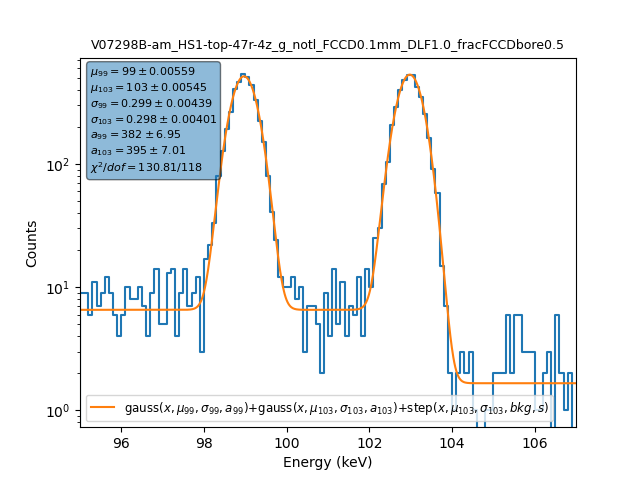 V07298B-am_HS1-top-47r-4z_g_notl_FCCD0.1mm_DLF1.0_fracFCCDbore0.5
μ₉₉ = 99 ± 0.00559
μ₁₀₃ = 103 ± 0.00545
σ₉₉ = 0.299 ± 0.00439
σ₁₀₃ = 0.298 ± 0.00401
a₉₉ = 382 ± 6.95
a₁₀₃ = 395 ± 7.01
χ²/dof = 130.81/118
10²
10¹
10⁰
Counts
gauss(x, μ₉₉, σ₉₉, a₉₉)+gauss(x, μ₁₀₃, σ₁₀₃, a₁₀₃)+step(x, μ₁₀₃, σ₁₀₃, bkg, s)
96 98 100 102 104 106
Energy (keV)